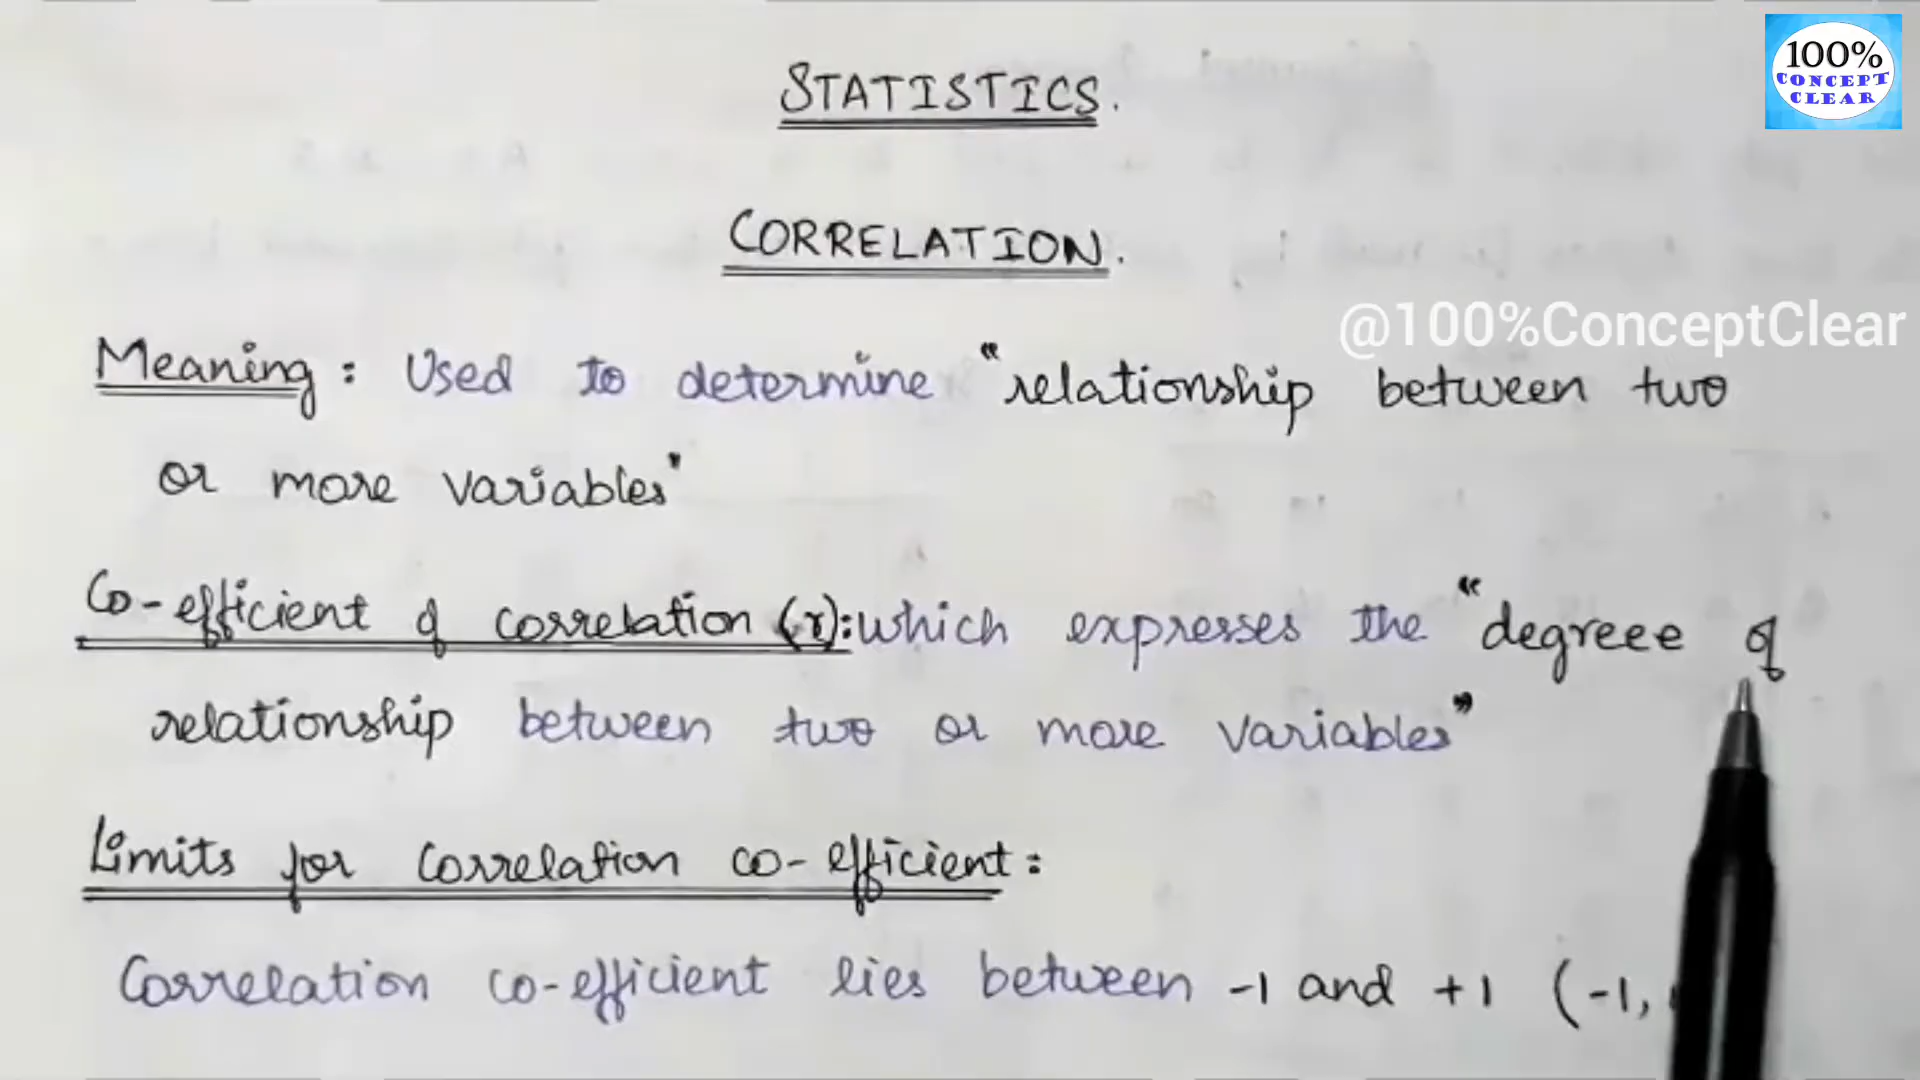 100%
CONCEPT
CLEAR
STATISTICS.
CORRELATION.
@100%ConceptClear
Meaning: Used to determine "relationship between two
or more variables"
Co-efficient of correlation (r): which expresses the "degreee of
relationship between two or more variables"
Limits for correlation co-efficient:
Correlation co-efficient lies between -1 and +1 (-1,